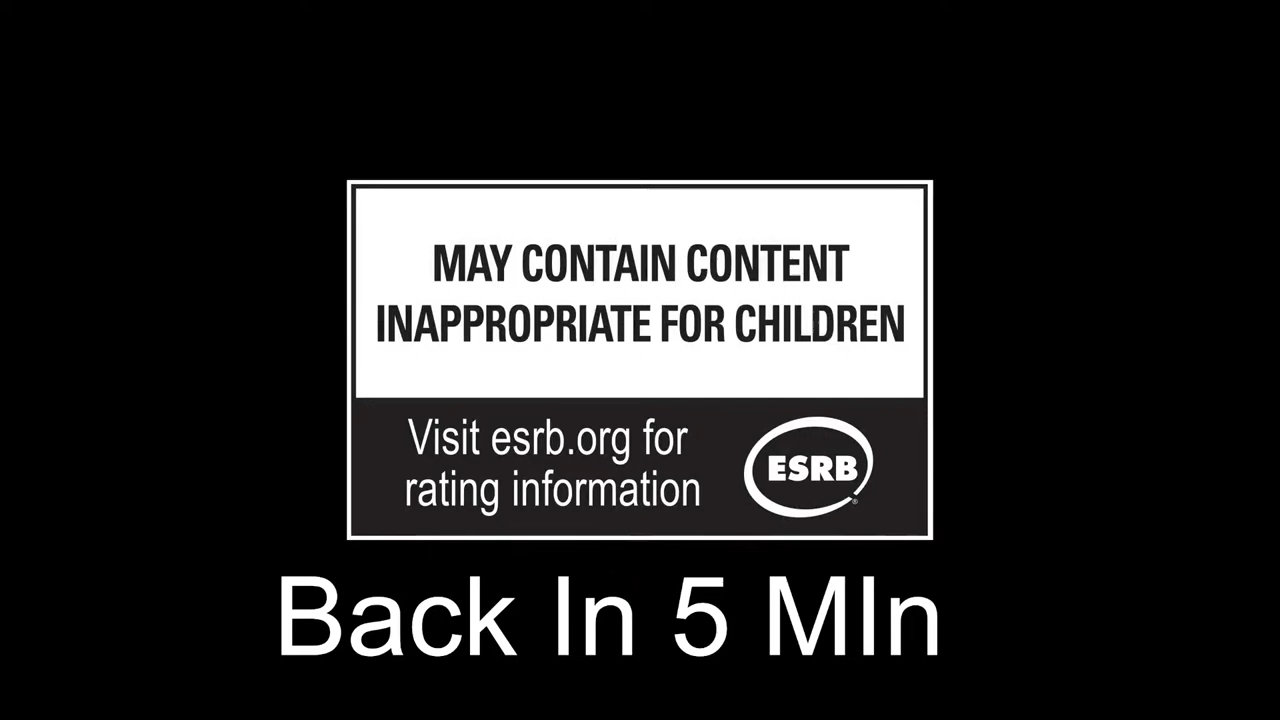 MAY CONTAIN CONTENT
INAPPROPRIATE FOR CHILDREN
Visit esrb.org for
rating information
ESRB
®
Back In 5 MIn